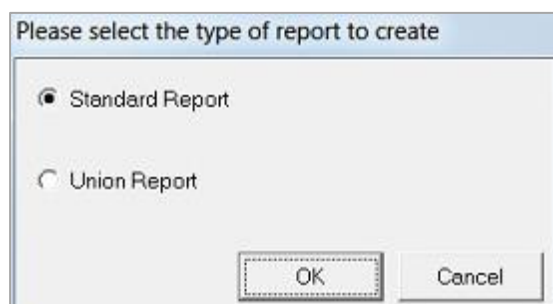 Please select the type of report to create
Standard Report
Union Report
OK Cancel